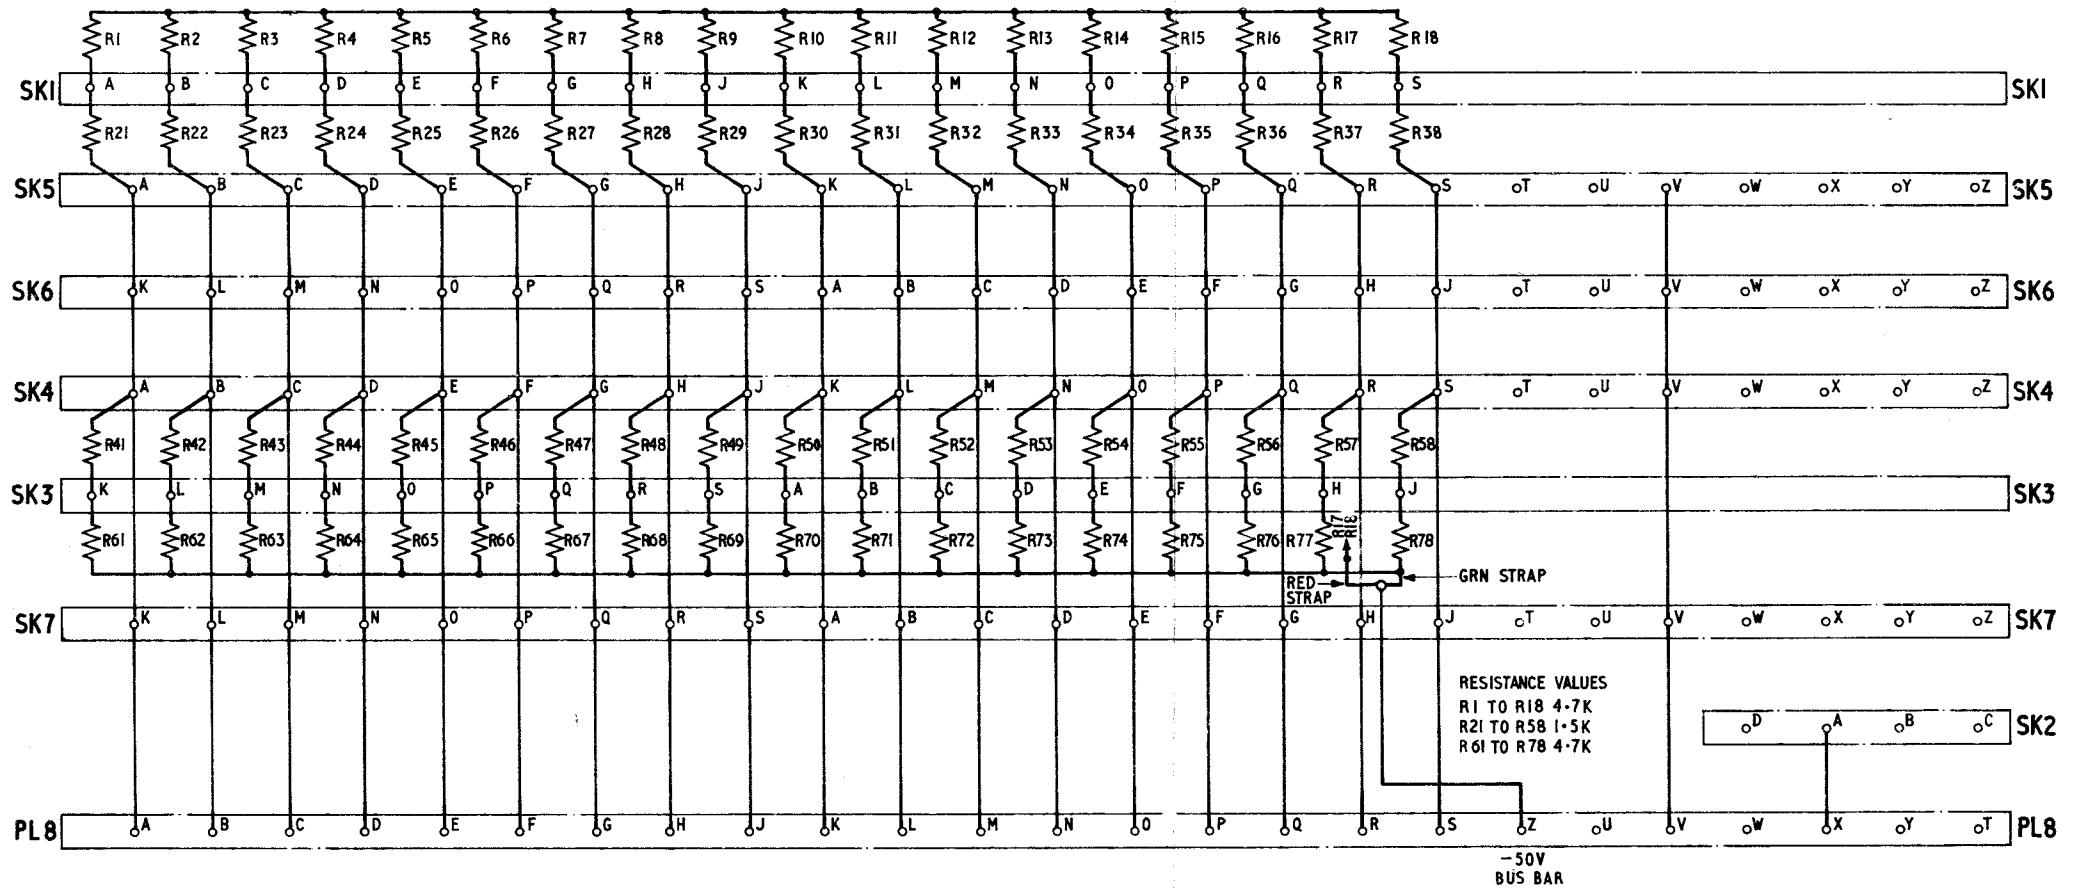 R1 R2 R3 R4 R5 R6 R7 R8 R9 R10 R11 R12 R13 R14 R15 R16 R17 R18
SK1 A B C D E F G H J K L M N O P Q R S SK1
R21 R22 R23 R24 R25 R26 R27 R28 R29 R30 R31 R32 R33 R34 R35 R36 R37 R38
SK5 A B C D E F G H J K L M N O P Q R S T U V W X Y Z SK5
SK6 K L M N O P Q R S A B C D E F G H J T U V W X Y Z SK6
SK4 A B C D E F G H J K L M N O P Q R S T U V W X Y Z SK4
R41 R42 R43 R44 R45 R46 R47 R48 R49 R50 R51 R52 R53 R54 R55 R56 R57 R58
SK3 K L M N O P Q R S A B C D E F G H J SK3
R17
R18
R61 R62 R63 R64 R65 R66 R67 R68 R69 R70 R71 R72 R73 R74 R75 R76 R77 R78
RED
STRAP
GRN STRAP
SK7 K L M N O P Q R S A B C D E F G H J T U V W X Y Z SK7
RESISTANCE VALUES
R1 TO R18 4·7K
R21 TO R58 1·5K
R61 TO R78 4·7K
D A B C SK2
PL8 A B C D E F G H J K L M N O P Q R S Z U V W X Y T PL8
-50V
BUS BAR